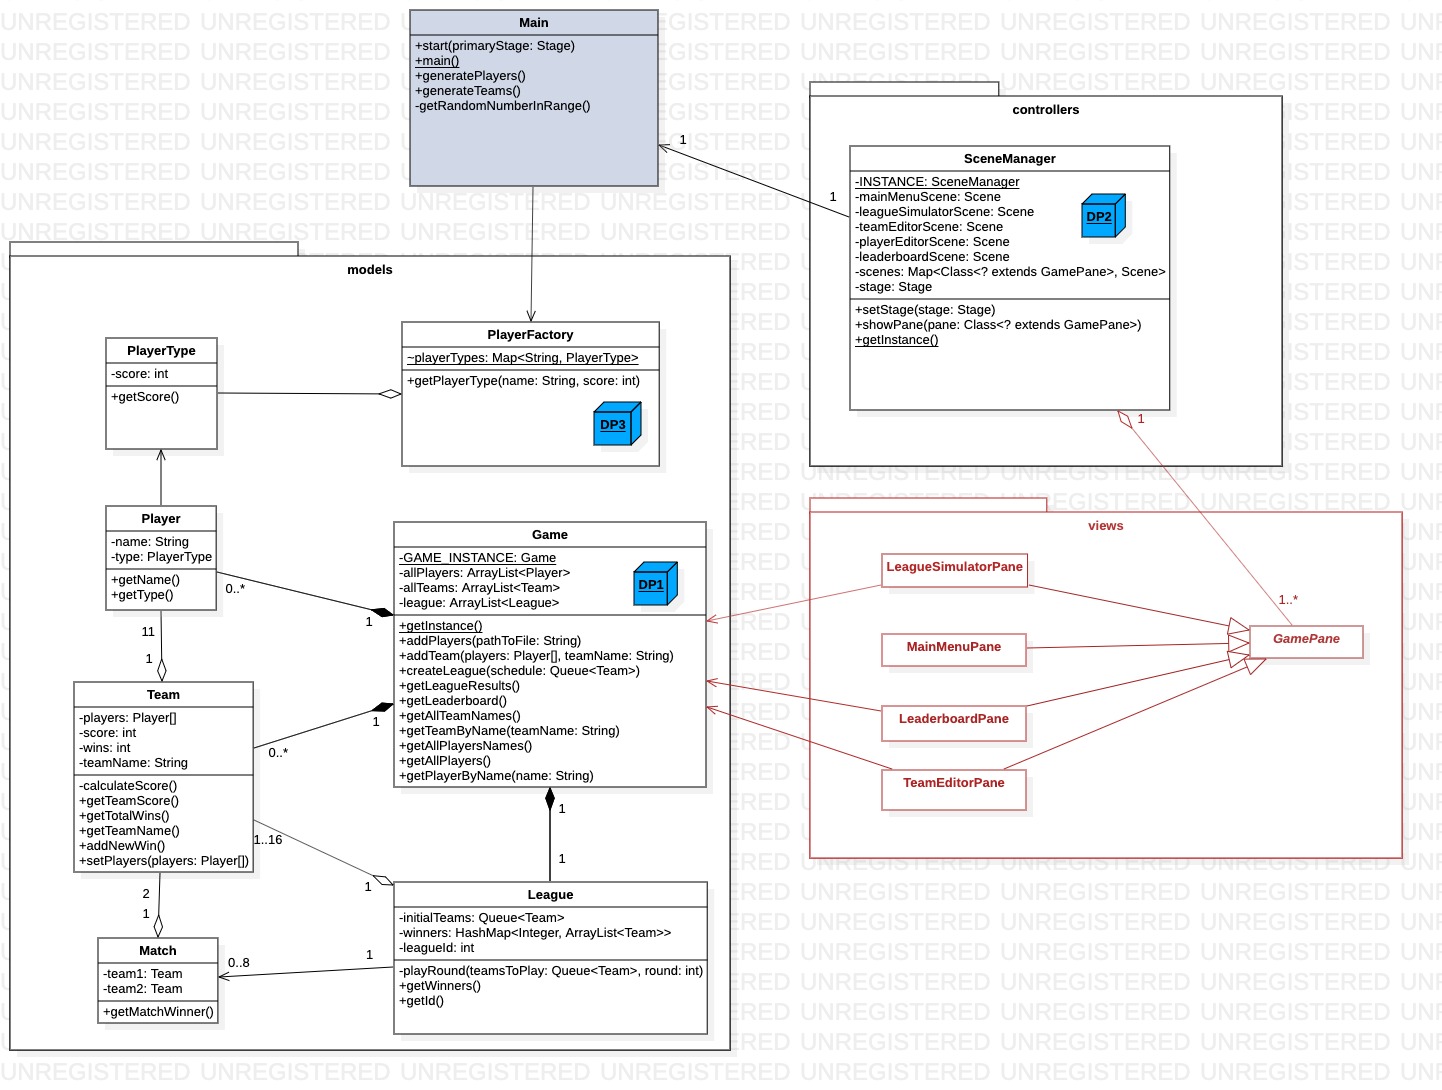 Main
+start(primaryStage: Stage)
+main()
+generatePlayers()
+generateTeams()
-getRandomNumberInRange()
1
1
controllers
SceneManager
-INSTANCE: SceneManager
-mainMenuScene: Scene
-leagueSimulatorScene: Scene
-teamEditorScene: Scene
-playerEditorScene: Scene
-leaderboardScene: Scene
-scenes: Map<Class<? extends GamePane>, Scene>
-stage: Stage
DP2
+setStage(stage: Stage)
+showPane(pane: Class<? extends GamePane>)
+getInstance()
1
models
PlayerType
-score: int
+getScore()
PlayerFactory
~playerTypes: Map<String, PlayerType>
+getPlayerType(name: String, score: int)
DP3
Player
-name: String
-type: PlayerType
+getName()
+getType()
0..*
1
11
1
Game
-GAME_INSTANCE: Game
-allPlayers: ArrayList<Player>
-allTeams: ArrayList<Team>
-league: ArrayList<League>
DP1
+getInstance()
+addPlayers(pathToFile: String)
+addTeam(players: Player[], teamName: String)
+createLeague(schedule: Queue<Team>)
+getLeagueResults()
+getLeaderboard()
+getAllTeamNames()
+getTeamByName(teamName: String)
+getAllPlayersNames()
+getAllPlayers()
+getPlayerByName(name: String)
Team
-players: Player[]
-score: int
-wins: int
-teamName: String
-calculateScore()
+getTeamScore()
+getTotalWins()
+getTeamName()
+addNewWin()
+setPlayers(players: Player[])
1
0..*
1..16
1
1
1
2
1
Match
-team1: Team
-team2: Team
+getMatchWinner()
0..8
1
League
-initialTeams: Queue<Team>
-winners: HashMap<Integer, ArrayList<Team>>
-leagueId: int
-playRound(teamsToPlay: Queue<Team>, round: int)
+getWinners()
+getId()
views
LeagueSimulatorPane
MainMenuPane
LeaderboardPane
TeamEditorPane
1..*
GamePane
UNREGISTERED